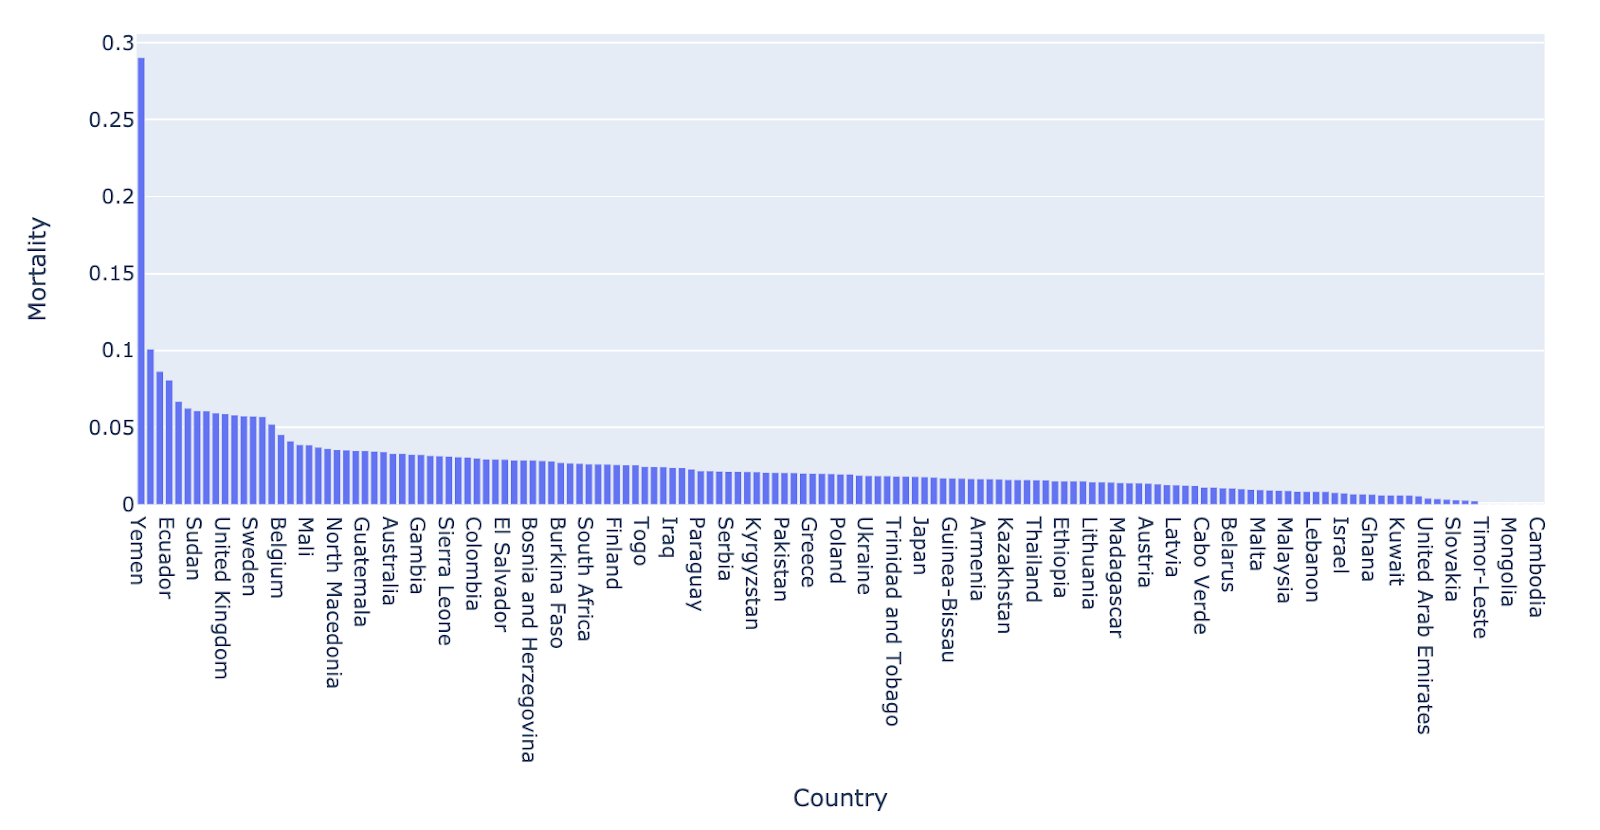 0.3
0.25
0.2
0.15
0.1
0.05
0
Mortality
Yemen
Ecuador
Sudan
United Kingdom
Sweden
Belgium
Mali
North Macedonia
Guatemala
Australia
Gambia
Sierra Leone
Colombia
El Salvador
Bosnia and Herzegovina
Burkina Faso
South Africa
Finland
Togo
Iraq
Paraguay
Serbia
Kyrgyzstan
Pakistan
Greece
Poland
Ukraine
Trinidad and Tobago
Japan
Guinea-Bissau
Armenia
Kazakhstan
Thailand
Ethiopia
Lithuania
Madagascar
Austria
Latvia
Cabo Verde
Belarus
Malta
Malaysia
Lebanon
Israel
Ghana
Kuwait
United Arab Emirates
Slovakia
Timor-Leste
Mongolia
Cambodia
Country